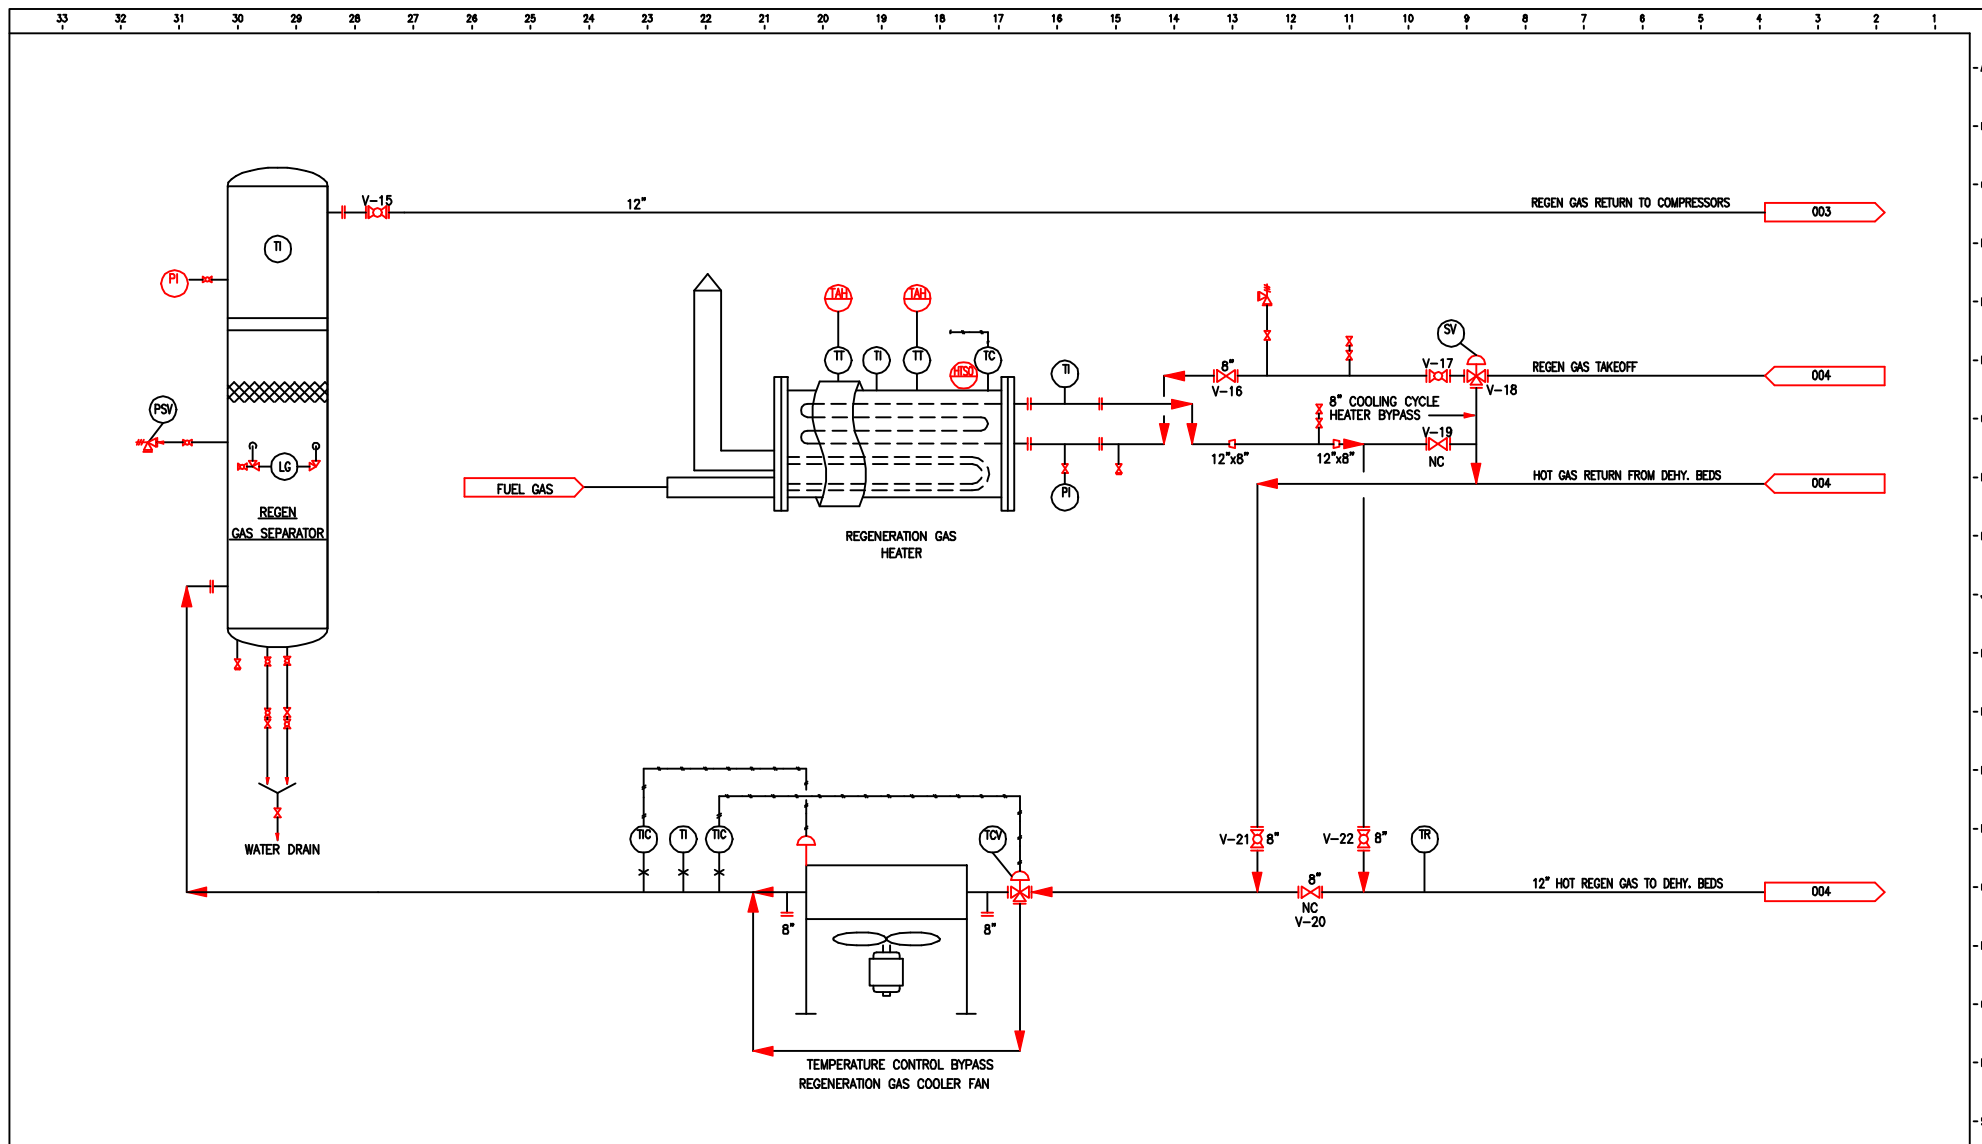 33 32 31 30 29 28 27 26 25 24 23 22 21 20 19 18 17 16 15 14 13 12 11 10 9 8 7 6 5 4 3 2 1
V-15
12"
REGEN GAS RETURN TO COMPRESSORS
003
TI
PI
TAH
TAH
SV
TT
TI
TT
TC
HTSO
TI
8"
V-16
V-17
V-18
REGEN GAS TAKEOFF
004
8" COOLING CYCLE
HEATER BYPASS
PSV
V-19
NC
12"x8"
12"x8"
LG
FUEL GAS
PI
HOT GAS RETURN FROM DEHY. BEDS
004
REGEN
GAS SEPARATOR
REGENERATION GAS
HEATER
TIC
TI
TIC
TCV
V-21
8"
V-22
8"
TR
WATER DRAIN
8"
NC
V-20
12" HOT REGEN GAS TO DEHY. BEDS
004
8"
8"
TEMPERATURE CONTROL BYPASS
REGENERATION GAS COOLER FAN